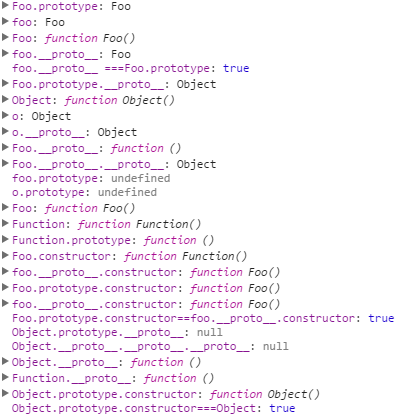 Foo.prototype: Foo
foo: Foo
Foo: function Foo()
foo.__proto__: Foo
foo.__proto__ ===Foo.prototype: true
Foo.prototype.__proto__: Object
Object: function Object()
o: Object
o.__proto__: Object
Foo.__proto__: function ()
Foo.__proto__.__proto__: Object
foo.prototype: undefined
o.prototype: undefined
Foo: function Foo()
Function: function Function()
Function.prototype: function ()
Foo.constructor: function Function()
foo.__proto__.constructor: function Foo()
Foo.prototype.constructor: function Foo()
foo.__proto__.constructor: function Foo()
Foo.prototype.constructor==foo.__proto__.constructor: true
Object.prototype.__proto__: null
Object.__proto__.__proto__.__proto__: null
Object.__proto__: function ()
Function.__proto__: function ()
Object.prototype.constructor: function Object()
Object.prototype.constructor===Object: true